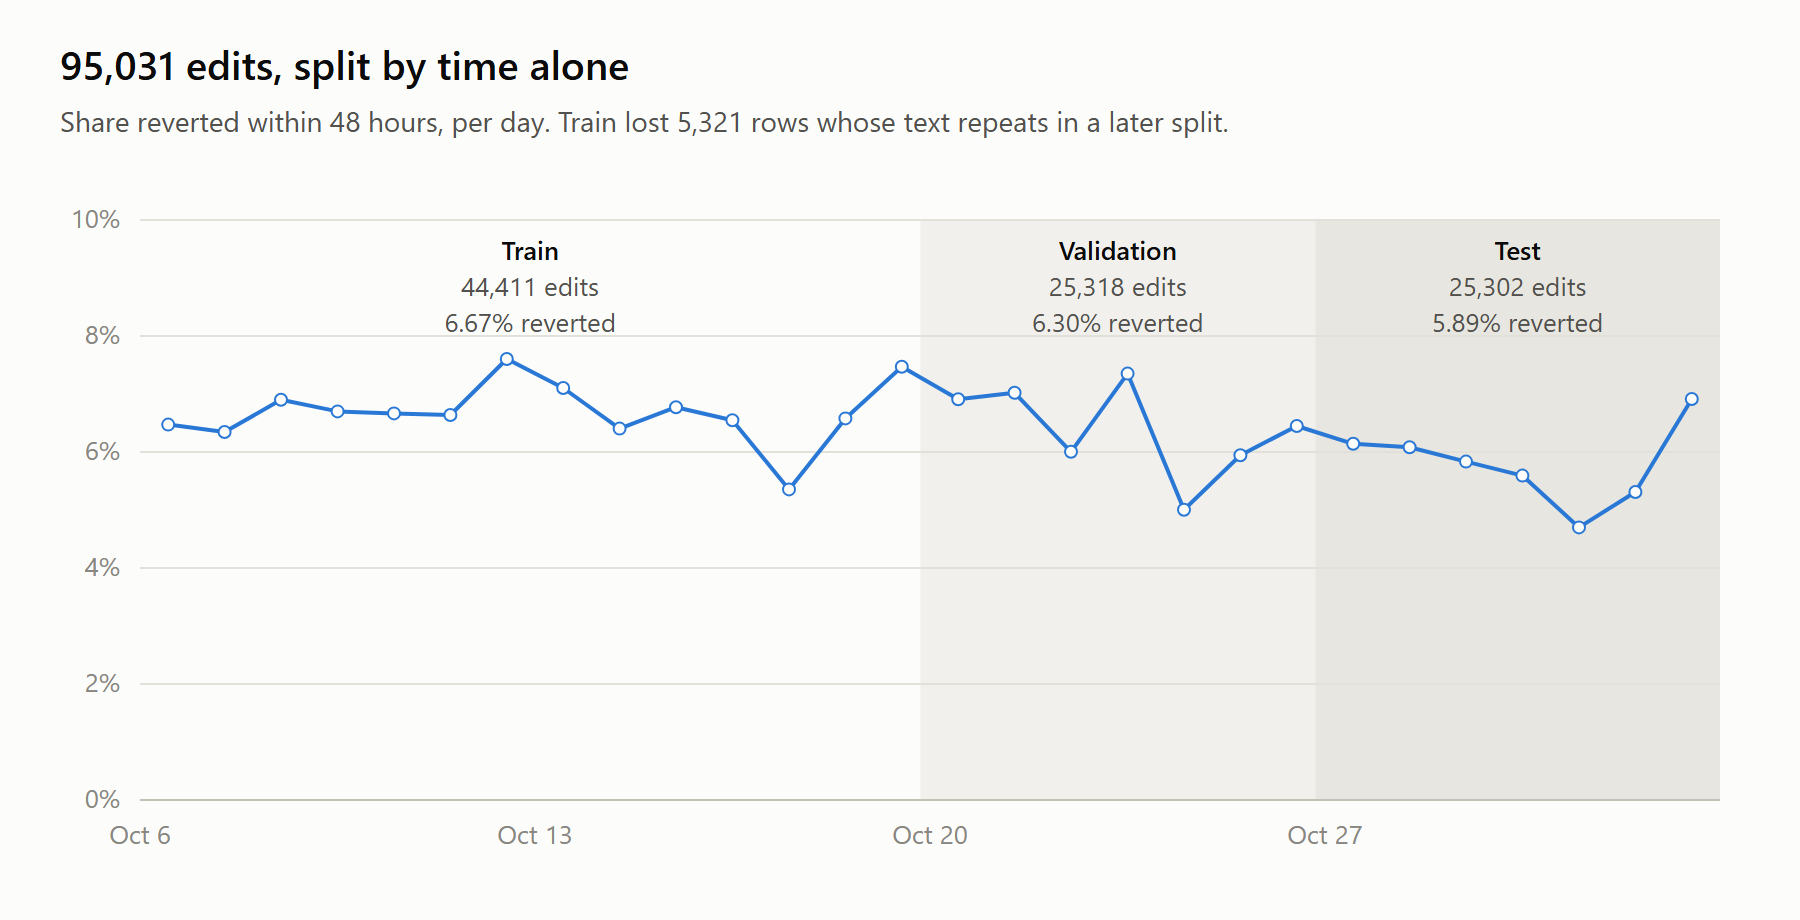 95,031 edits, split by time alone
Share reverted within 48 hours, per day. Train lost 5,321 rows whose text repeats in a later split.
10%
Train
Validation
Test
44,411 edits
25,318 edits
25,302 edits
6.67% reverted
6.30% reverted
5.89% reverted
8%
6%
4%
2%
0%
Oct 6
Oct 13
Oct 20
Oct 27